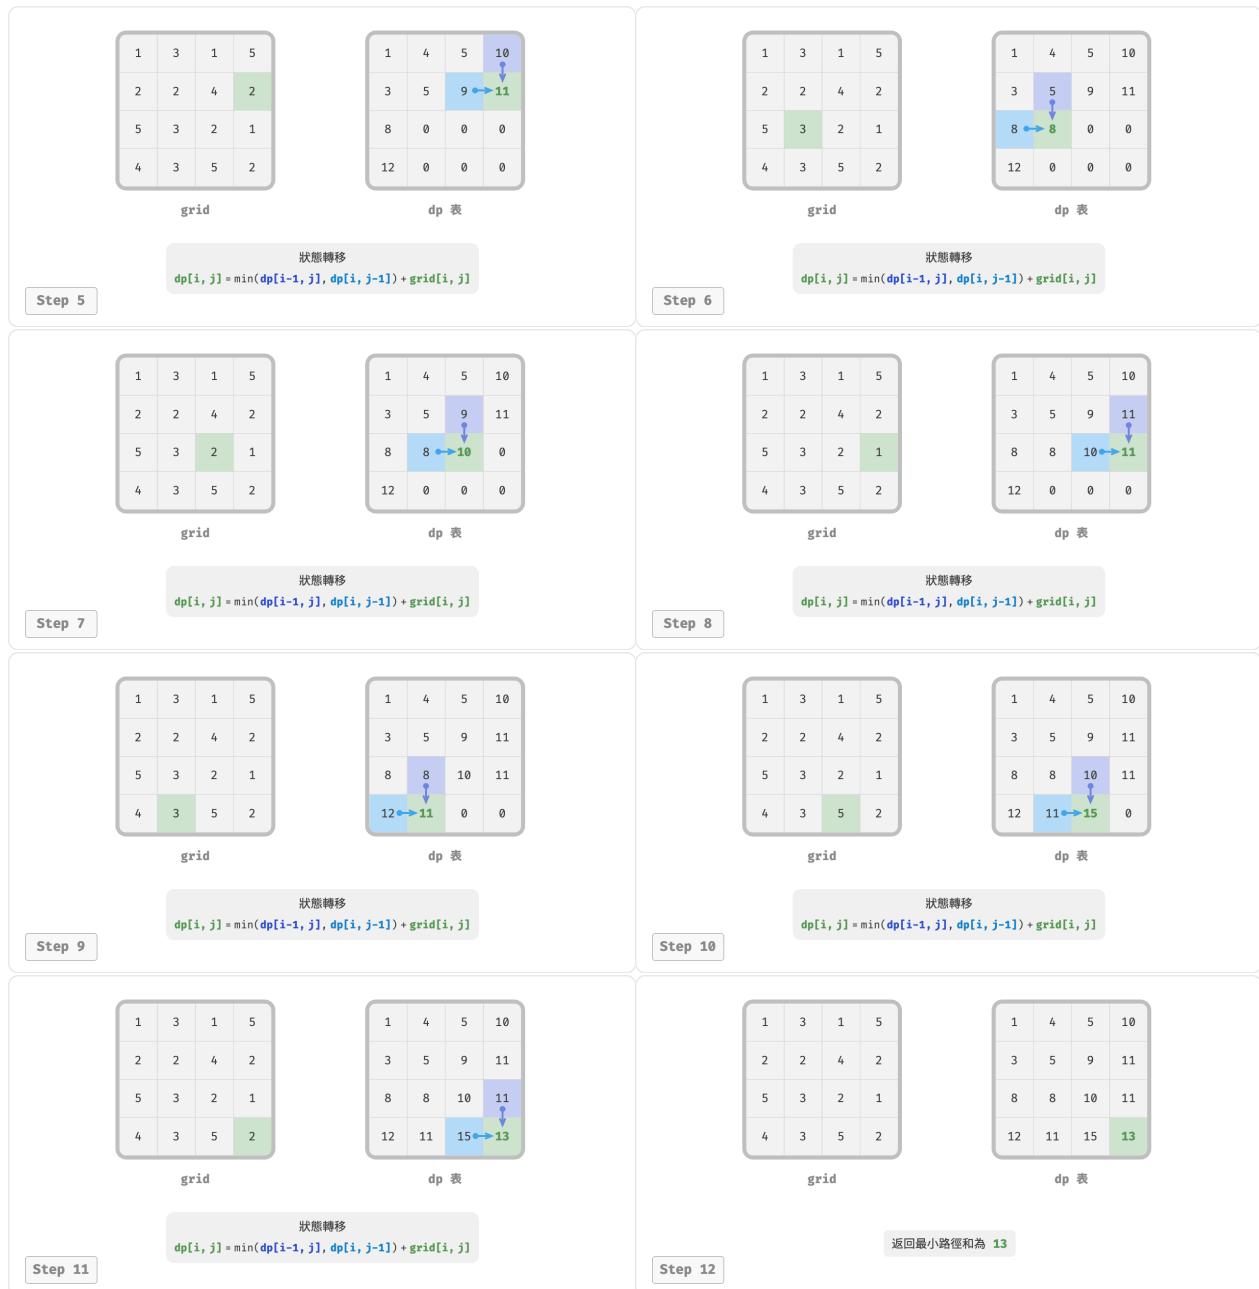 1 3 1 5
2 2 4 2
5 3 2 1
4 3 5 2
grid
1 4 5 10
3 5 9 11
8 0 0 0
12 0 0 0
dp 表
狀態轉移
dp[i, j] = min(dp[i-1, j], dp[i, j-1]) + grid[i, j]
Step 5
1 3 1 5
2 2 4 2
5 3 2 1
4 3 5 2
grid
1 4 5 10
3 5 9 11
8 8 0 0
12 0 0 0
dp 表
狀態轉移
dp[i, j] = min(dp[i-1, j], dp[i, j-1]) + grid[i, j]
Step 6
1 3 1 5
2 2 4 2
5 3 2 1
4 3 5 2
grid
1 4 5 10
3 5 9 11
8 8 10 0
12 0 0 0
dp 表
狀態轉移
dp[i, j] = min(dp[i-1, j], dp[i, j-1]) + grid[i, j]
Step 7
1 3 1 5
2 2 4 2
5 3 2 1
4 3 5 2
grid
1 4 5 10
3 5 9 11
8 8 10 11
12 0 0 0
dp 表
狀態轉移
dp[i, j] = min(dp[i-1, j], dp[i, j-1]) + grid[i, j]
Step 8
1 3 1 5
2 2 4 2
5 3 2 1
4 3 5 2
grid
1 4 5 10
3 5 9 11
8 8 10 11
12 11 0 0
dp 表
狀態轉移
dp[i, j] = min(dp[i-1, j], dp[i, j-1]) + grid[i, j]
Step 9
1 3 1 5
2 2 4 2
5 3 2 1
4 3 5 2
grid
1 4 5 10
3 5 9 11
8 8 10 11
12 11 15 0
dp 表
狀態轉移
dp[i, j] = min(dp[i-1, j], dp[i, j-1]) + grid[i, j]
Step 10
1 3 1 5
2 2 4 2
5 3 2 1
4 3 5 2
grid
1 4 5 10
3 5 9 11
8 8 10 11
12 11 15 13
dp 表
狀態轉移
dp[i, j] = min(dp[i-1, j], dp[i, j-1]) + grid[i, j]
Step 11
1 3 1 5
2 2 4 2
5 3 2 1
4 3 5 2
grid
1 4 5 10
3 5 9 11
8 8 10 11
12 11 15 13
dp 表
返回最小路徑和為 13
Step 12